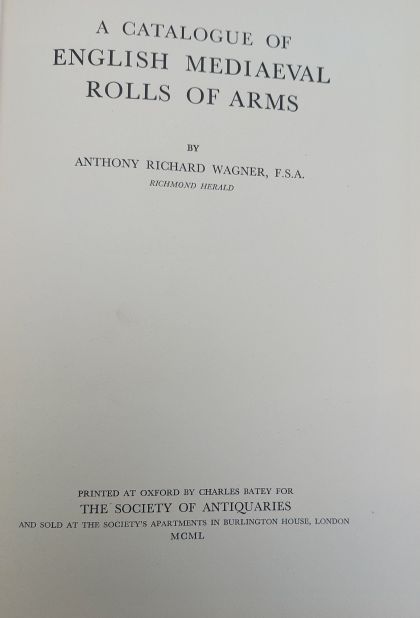 A CATALOGUE OF
ENGLISH MEDIAEVAL
ROLLS OF ARMS
BY
ANTHONY RICHARD WAGNER, F.S.A.
RICHMOND HERALD
PRINTED AT OXFORD BY CHARLES BATEY FOR
THE SOCIETY OF ANTIQUARIES
AND SOLD AT THE SOCIETY'S APARTMENTS IN BURLINGTON HOUSE, LONDON
MCML